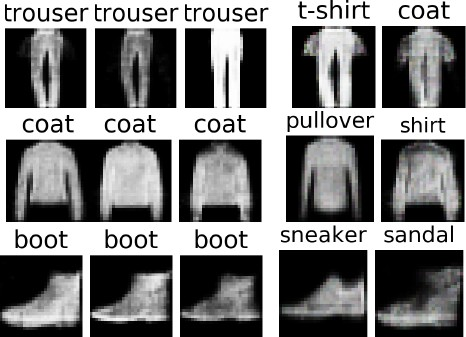 trouser trouser trouser t-shirt coat
coat coat coat pullover shirt
boot boot boot sneaker sandal